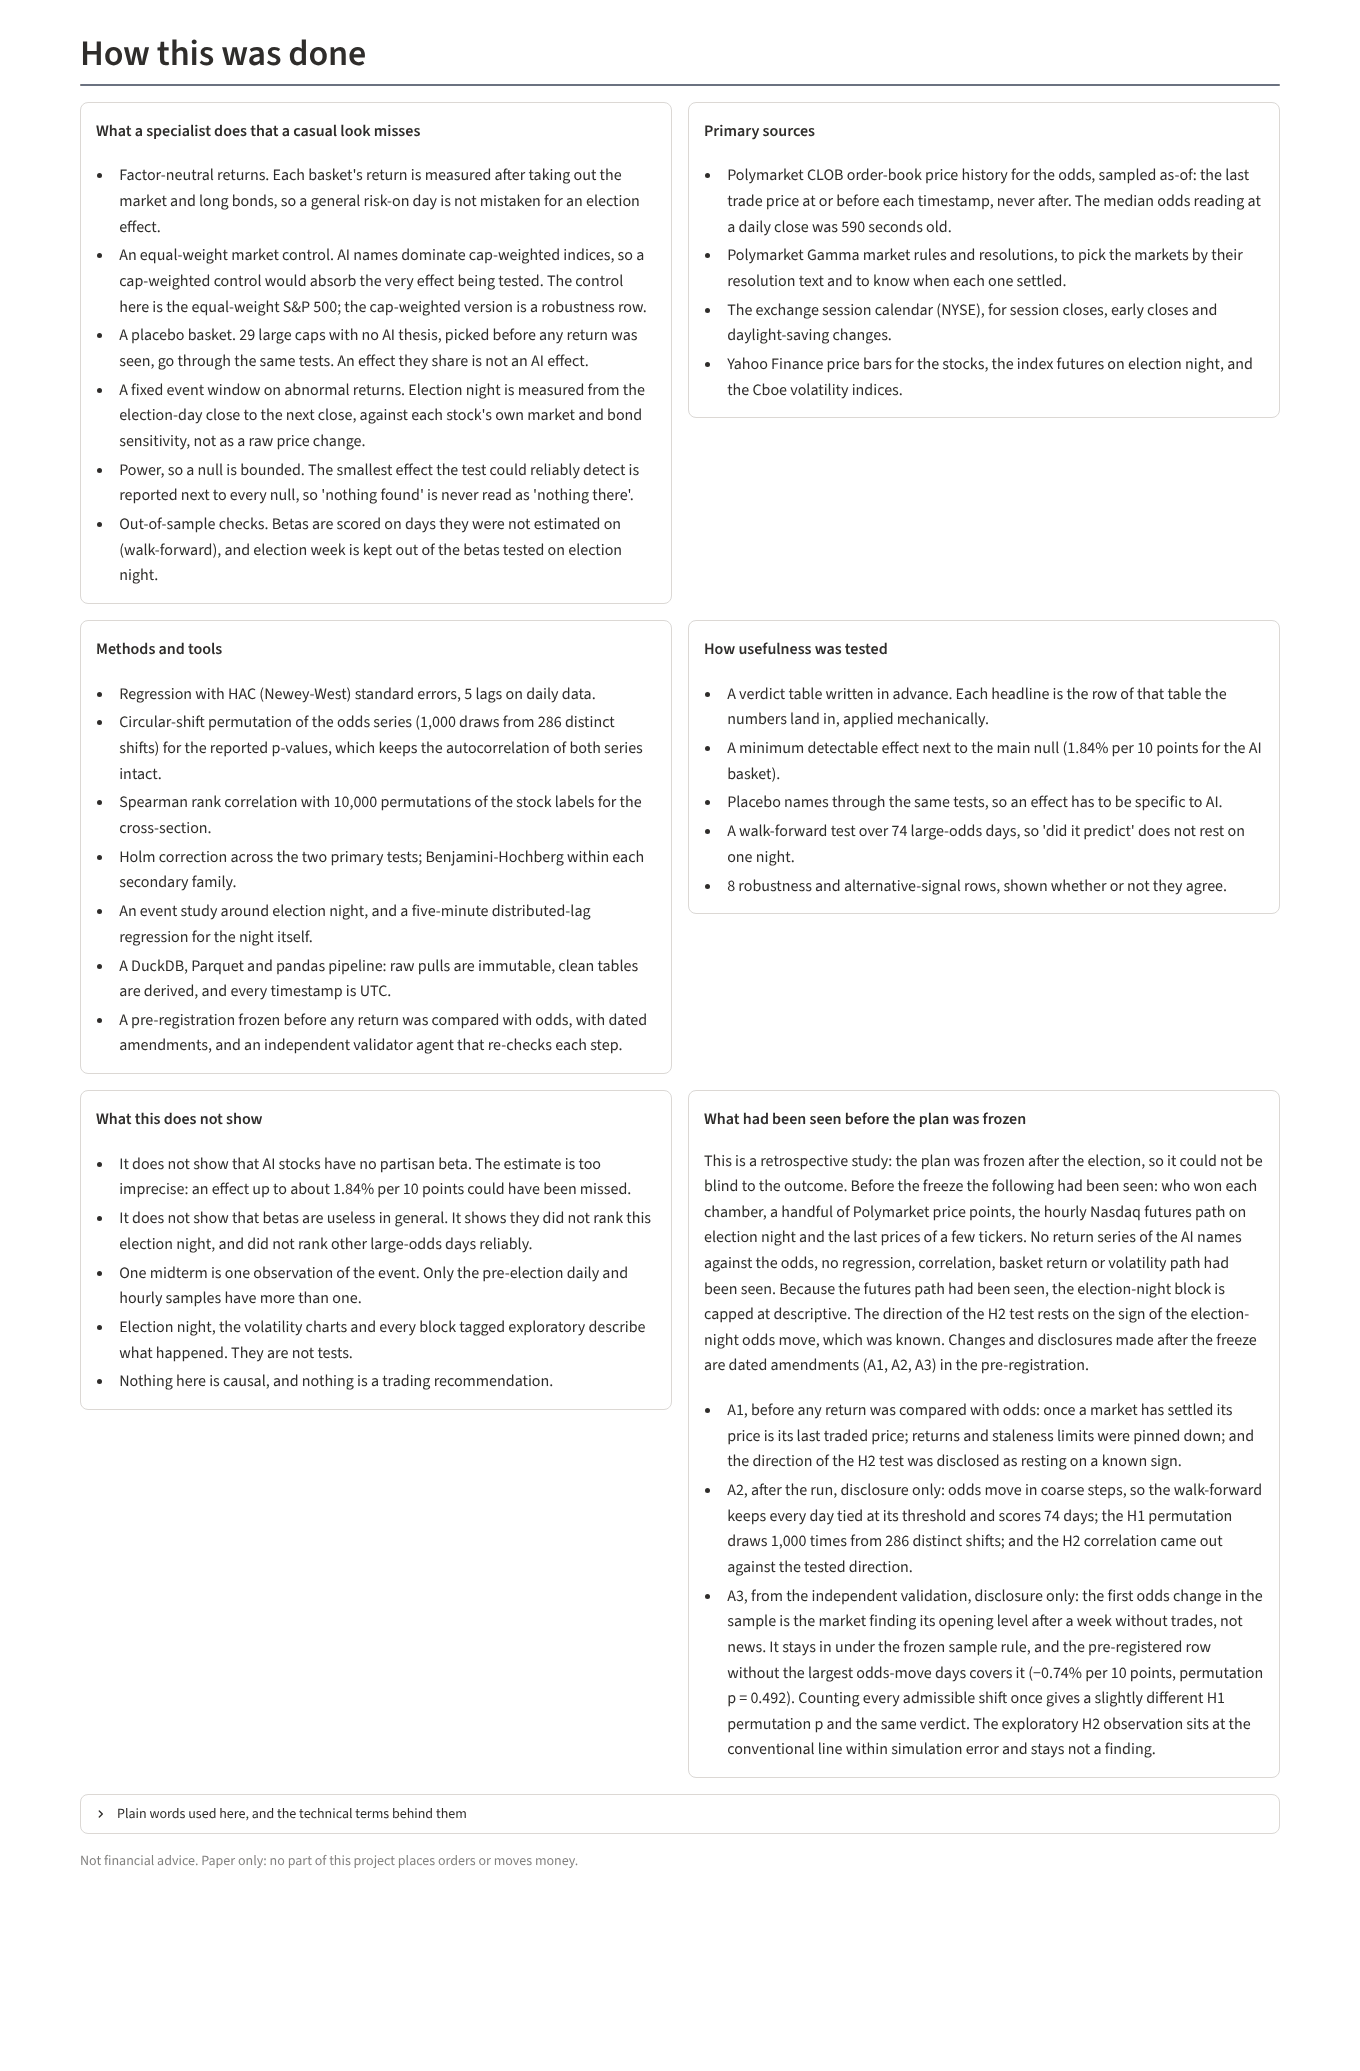 How this was done
What a specialist does that a casual look misses
• Factor-neutral returns. Each basket's return is measured after taking out the
market and long bonds, so a general risk-on day is not mistaken for an election
effect.
• An equal-weight market control. AI names dominate cap-weighted indices, so a
cap-weighted control would absorb the very effect being tested. The control
here is the equal-weight S&P 500; the cap-weighted version is a robustness row.
• A placebo basket. 29 large caps with no AI thesis, picked before any return was
seen, go through the same tests. An effect they share is not an AI effect.
• A fixed event window on abnormal returns. Election night is measured from the
election-day close to the next close, against each stock's own market and bond
sensitivity, not as a raw price change.
• Power, so a null is bounded. The smallest effect the test could reliably detect is
reported next to every null, so 'nothing found' is never read as 'nothing there'.
• Out-of-sample checks. Betas are scored on days they were not estimated on
(walk-forward), and election week is kept out of the betas tested on election
night.
Primary sources
• Polymarket CLOB order-book price history for the odds, sampled as-of: the last
trade price at or before each timestamp, never after. The median odds reading at
a daily close was 590 seconds old.
• Polymarket Gamma market rules and resolutions, to pick the markets by their
resolution text and to know when each one settled.
• The exchange session calendar (NYSE), for session closes, early closes and
daylight-saving changes.
• Yahoo Finance price bars for the stocks, the index futures on election night, and
the Cboe volatility indices.
Methods and tools
• Regression with HAC (Newey-West) standard errors, 5 lags on daily data.
• Circular-shift permutation of the odds series (1,000 draws from 286 distinct
shifts) for the reported p-values, which keeps the autocorrelation of both series
intact.
• Spearman rank correlation with 10,000 permutations of the stock labels for the
cross-section.
• Holm correction across the two primary tests; Benjamini-Hochberg within each
secondary family.
• An event study around election night, and a five-minute distributed-lag
regression for the night itself.
• A DuckDB, Parquet and pandas pipeline: raw pulls are immutable, clean tables
are derived, and every timestamp is UTC.
• A pre-registration frozen before any return was compared with odds, with dated
amendments, and an independent validator agent that re-checks each step.
How usefulness was tested
• A verdict table written in advance. Each headline is the row of that table the
numbers land in, applied mechanically.
• A minimum detectable effect next to the main null (1.84% per 10 points for the AI
basket).
• Placebo names through the same tests, so an effect has to be specific to AI.
• A walk-forward test over 74 large-odds days, so 'did it predict' does not rest on
one night.
• 8 robustness and alternative-signal rows, shown whether or not they agree.
What this does not show
• It does not show that AI stocks have no partisan beta. The estimate is too
imprecise: an effect up to about 1.84% per 10 points could have been missed.
• It does not show that betas are useless in general. It shows they did not rank this
election night, and did not rank other large-odds days reliably.
• One midterm is one observation of the event. Only the pre-election daily and
hourly samples have more than one.
• Election night, the volatility charts and every block tagged exploratory describe
what happened. They are not tests.
• Nothing here is causal, and nothing is a trading recommendation.
What had been seen before the plan was frozen
This is a retrospective study: the plan was frozen after the election, so it could not be
blind to the outcome. Before the freeze the following had been seen: who won each
chamber, a handful of Polymarket price points, the hourly Nasdaq futures path on
election night and the last prices of a few tickers. No return series of the AI names
against the odds, no regression, correlation, basket return or volatility path had
been seen. Because the futures path had been seen, the election-night block is
capped at descriptive. The direction of the H2 test rests on the sign of the election-
night odds move, which was known. Changes and disclosures made after the freeze
are dated amendments (A1, A2, A3) in the pre-registration.
• A1, before any return was compared with odds: once a market has settled its
price is its last traded price; returns and staleness limits were pinned down; and
the direction of the H2 test was disclosed as resting on a known sign.
• A2, after the run, disclosure only: odds move in coarse steps, so the walk-forward
keeps every day tied at its threshold and scores 74 days; the H1 permutation
draws 1,000 times from 286 distinct shifts; and the H2 correlation came out
against the tested direction.
• A3, from the independent validation, disclosure only: the first odds change in the
sample is the market finding its opening level after a week without trades, not
news. It stays in under the frozen sample rule, and the pre-registered row
without the largest odds-move days covers it (−0.74% per 10 points, permutation
p = 0.492). Counting every admissible shift once gives a slightly different H1
permutation p and the same verdict. The exploratory H2 observation sits at the
conventional line within simulation error and stays not a finding.
Plain words used here, and the technical terms behind them
Not financial advice. Paper only: no part of this project places orders or moves money.